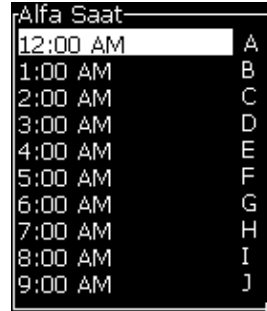 Alfa Saat
12:00 AM A
1:00 AM B
2:00 AM C
3:00 AM D
4:00 AM E
5:00 AM F
6:00 AM G
7:00 AM H
8:00 AM I
9:00 AM J